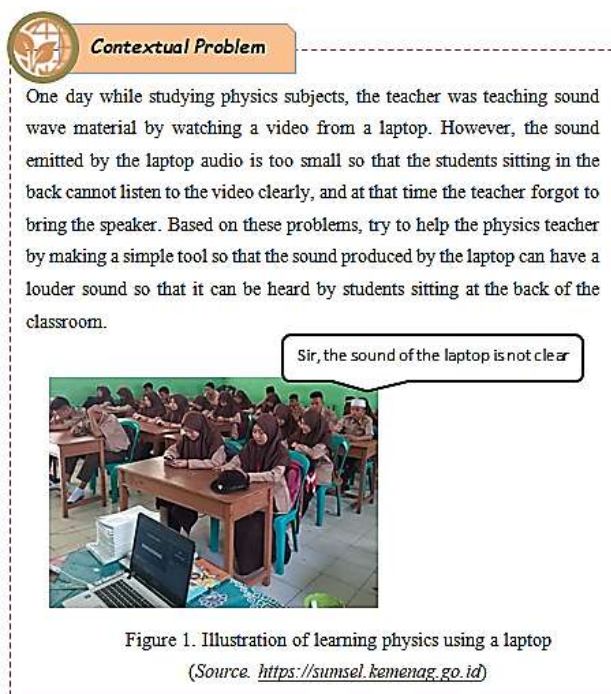 Contextual Problem
One day while studying physics subjects, the teacher was teaching sound
wave material by watching a video from a laptop. However, the sound
emitted by the laptop audio is too small so that the students sitting in the
back cannot listen to the video clearly, and at that time the teacher forgot to
bring the speaker. Based on these problems, try to help the physics teacher
by making a simple tool so that the sound produced by the laptop can have a
louder sound so that it can be heard by students sitting at the back of the
classroom.
Sir, the sound of the laptop is not clear
Figure 1. Illustration of learning physics using a laptop
(Source. https://sumsel.kemenag.go.id)